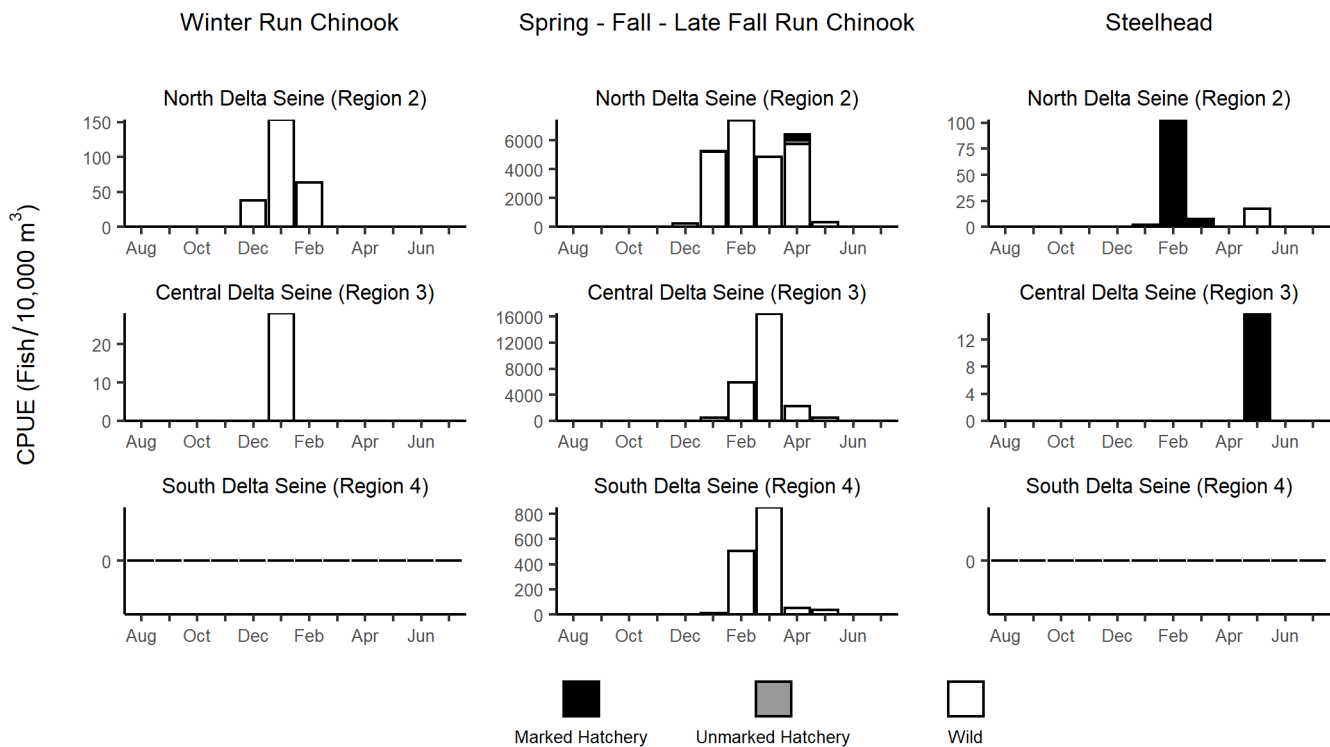 Winter Run Chinook
Spring - Fall - Late Fall Run Chinook
Steelhead
CPUE (Fish/10,000 m³)
North Delta Seine (Region 2)
150
100
50
0
Aug Oct Dec Feb Apr Jun
North Delta Seine (Region 2)
6000
4000
2000
0
Aug Oct Dec Feb Apr Jun
North Delta Seine (Region 2)
100
75
50
25
0
Aug Oct Dec Feb Apr Jun
Central Delta Seine (Region 3)
20
10
0
Aug Oct Dec Feb Apr Jun
Central Delta Seine (Region 3)
16000
12000
8000
4000
0
Aug Oct Dec Feb Apr Jun
Central Delta Seine (Region 3)
12
8
4
0
Aug Oct Dec Feb Apr Jun
South Delta Seine (Region 4)
0
Aug Oct Dec Feb Apr Jun
South Delta Seine (Region 4)
800
600
400
200
0
Aug Oct Dec Feb Apr Jun
South Delta Seine (Region 4)
0
Aug Oct Dec Feb Apr Jun
Marked Hatchery
Unmarked Hatchery
Wild